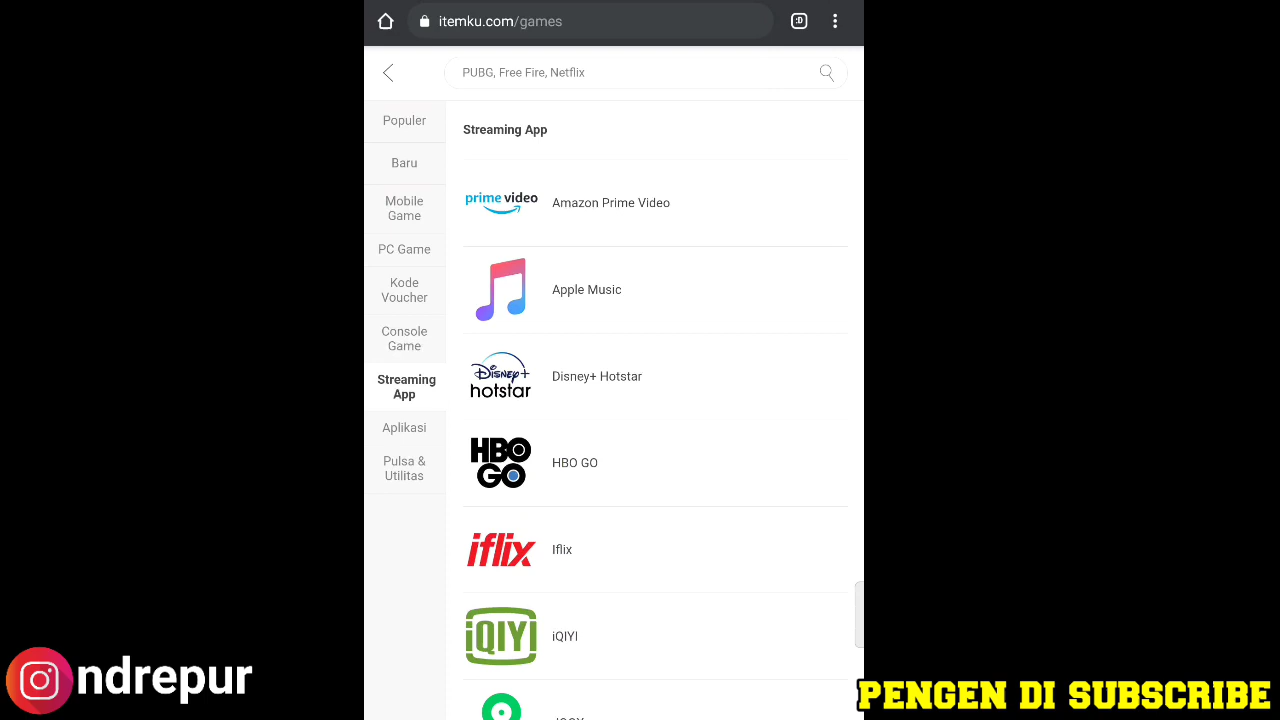 itemku.com/games
:D
PUBG, Free Fire, Netflix
Populer
Baru
Mobile
Game
PC Game
Kode
Voucher
Console
Game
Streaming
App
Aplikasi
Pulsa &
Utilitas
Streaming App
prime video
Amazon Prime Video
Apple Music
Disney+
hotstar
Disney+ Hotstar
HBO
GO
HBO GO
iflix
Iflix
iQIYI
iQIYI
ndrepur
PENGEN DI SUBSCRIBE